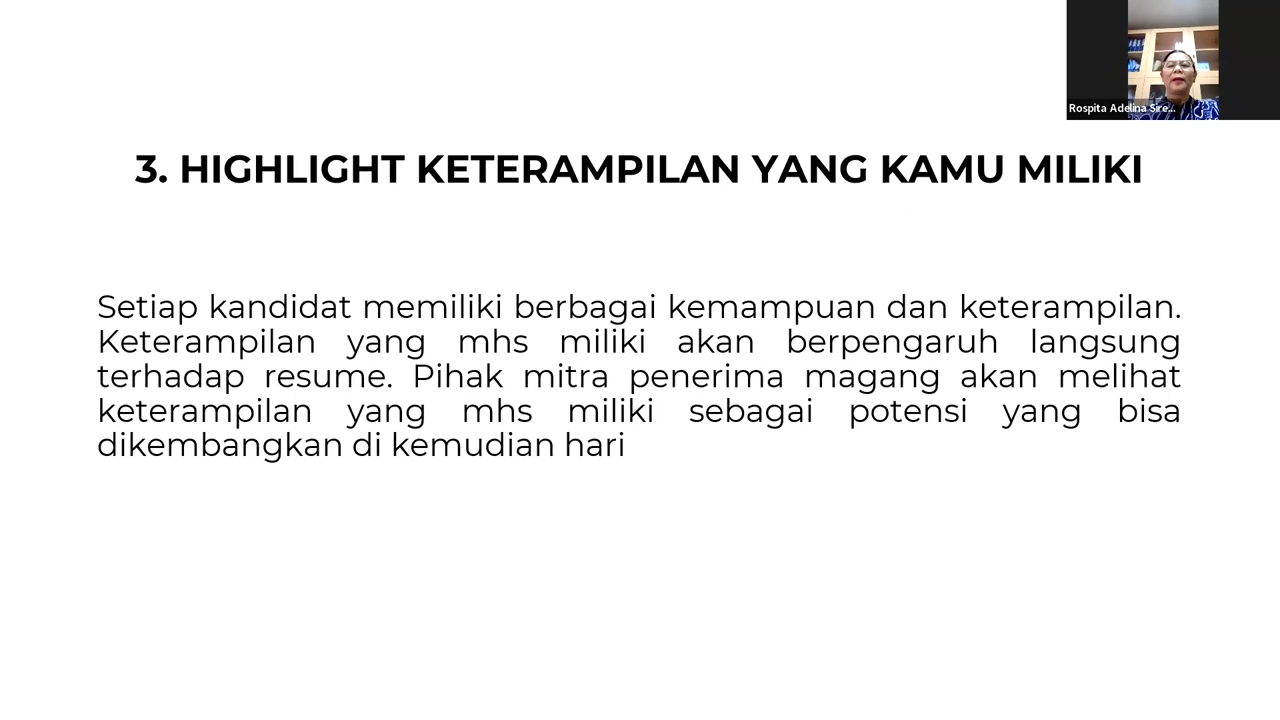 Rospita Adelina Sire...
3. HIGHLIGHT KETERAMPILAN YANG KAMU MILIKI
Setiap kandidat memiliki berbagai kemampuan dan keterampilan.
Keterampilan yang mhs miliki akan berpengaruh langsung
terhadap resume. Pihak mitra penerima magang akan melihat
keterampilan yang mhs miliki sebagai potensi yang bisa
dikembangkan di kemudian hari